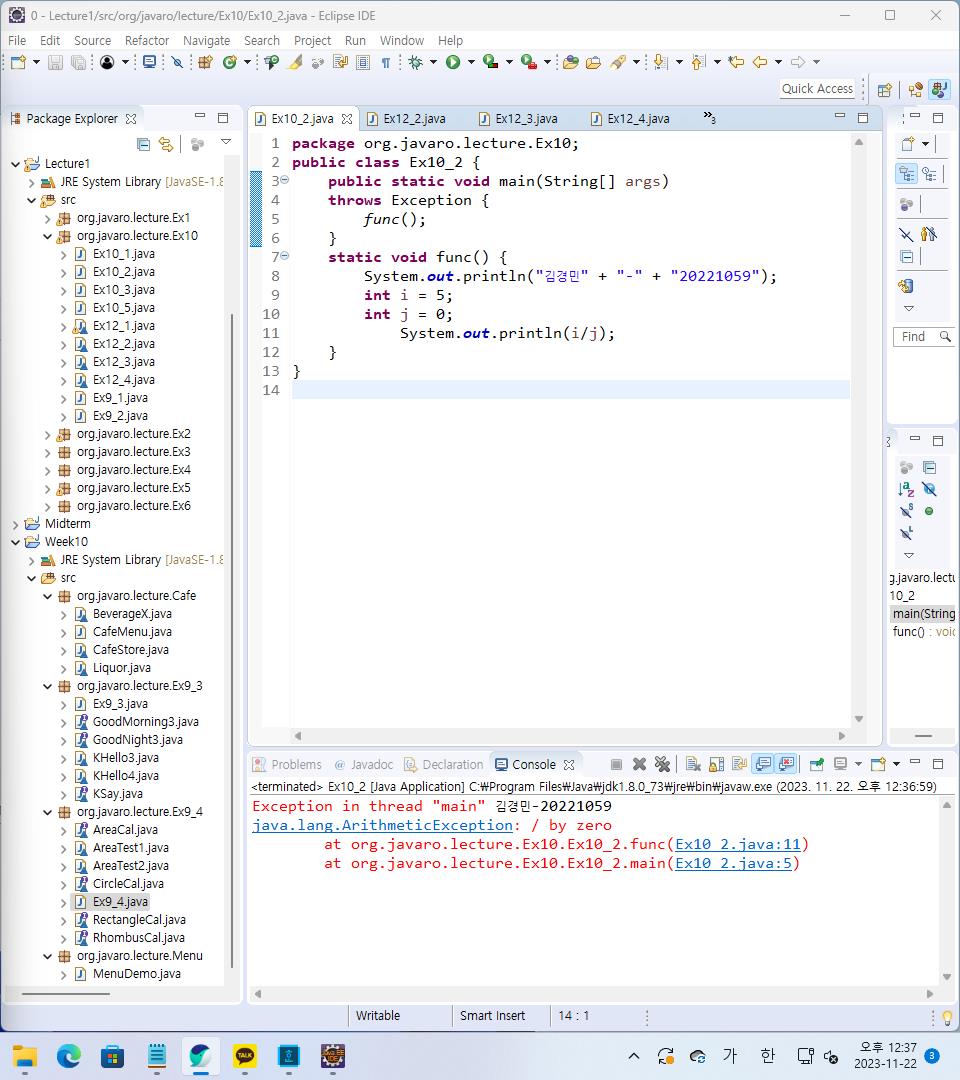 0 - Lecture1/src/org/javaro/lecture/Ex10/Ex10_2.java - Eclipse IDE
File Edit Source Refactor Navigate Search Project Run Window Help
Quick Access
Package Explorer
Lecture1
JRE System Library [JavaSE-1.8
src
org.javaro.lecture.Ex1
org.javaro.lecture.Ex10
Ex10_1.java
Ex10_2.java
Ex10_3.java
Ex10_5.java
Ex12_1.java
Ex12_2.java
Ex12_3.java
Ex12_4.java
Ex9_1.java
Ex9_2.java
org.javaro.lecture.Ex2
org.javaro.lecture.Ex3
org.javaro.lecture.Ex4
org.javaro.lecture.Ex5
org.javaro.lecture.Ex6
Midterm
Week10
JRE System Library [JavaSE-1.8
src
org.javaro.lecture.Cafe
BeverageX.java
CafeMenu.java
CafeStore.java
Liquor.java
org.javaro.lecture.Ex9_3
Ex9_3.java
GoodMorning3.java
GoodNight3.java
KHello3.java
KHello4.java
KSay.java
org.javaro.lecture.Ex9_4
AreaCal.java
AreaTest1.java
AreaTest2.java
CircleCal.java
Ex9_4.java
RectangleCal.java
RhombusCal.java
org.javaro.lecture.Menu
MenuDemo.java
Ex10_2.java Ex12_2.java Ex12_3.java Ex12_4.java »3
1 package org.javaro.lecture.Ex10;
2 public class Ex10_2 {
3 public static void main(String[] args)
4 throws Exception {
5 func();
6 }
7 static void func() {
8 System.out.println("김경민" + "-" + "20221059");
9 int i = 5;
10 int j = 0;
11 System.out.println(i/j);
12 }
13 }
14
Find
g.javaro.lectu
10_2
main(String
func() : void
Problems @ Javadoc Declaration Console
<terminated> Ex10_2 [Java Application] C:₩Program Files₩Java₩jdk1.8.0_73₩jre₩bin₩javaw.exe (2023. 11. 22. 오후 12:36:59)
Exception in thread "main" 김경민-20221059
java.lang.ArithmeticException: / by zero
at org.javaro.lecture.Ex10.Ex10_2.func(Ex10_2.java:11)
at org.javaro.lecture.Ex10.Ex10_2.main(Ex10_2.java:5)
Writable Smart Insert 14 : 1
TALK
Java EE IDE
가 한
오후 12:37
2023-11-22
3